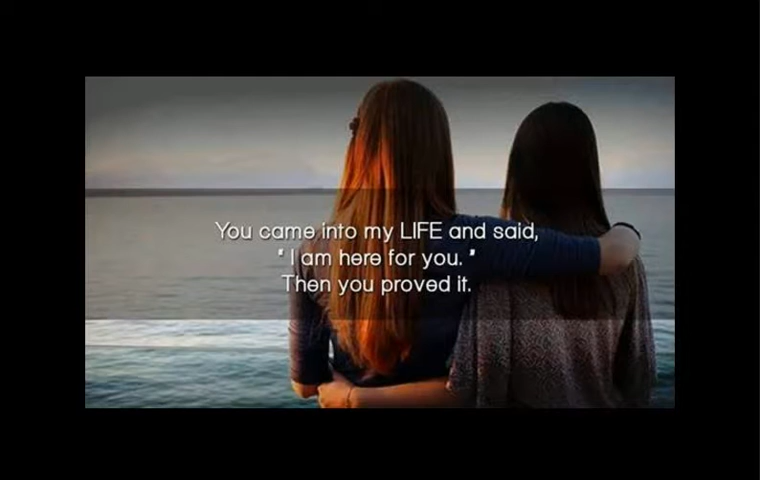 You came into my LIFE and said,
" I am here for you. "
Then you proved it.